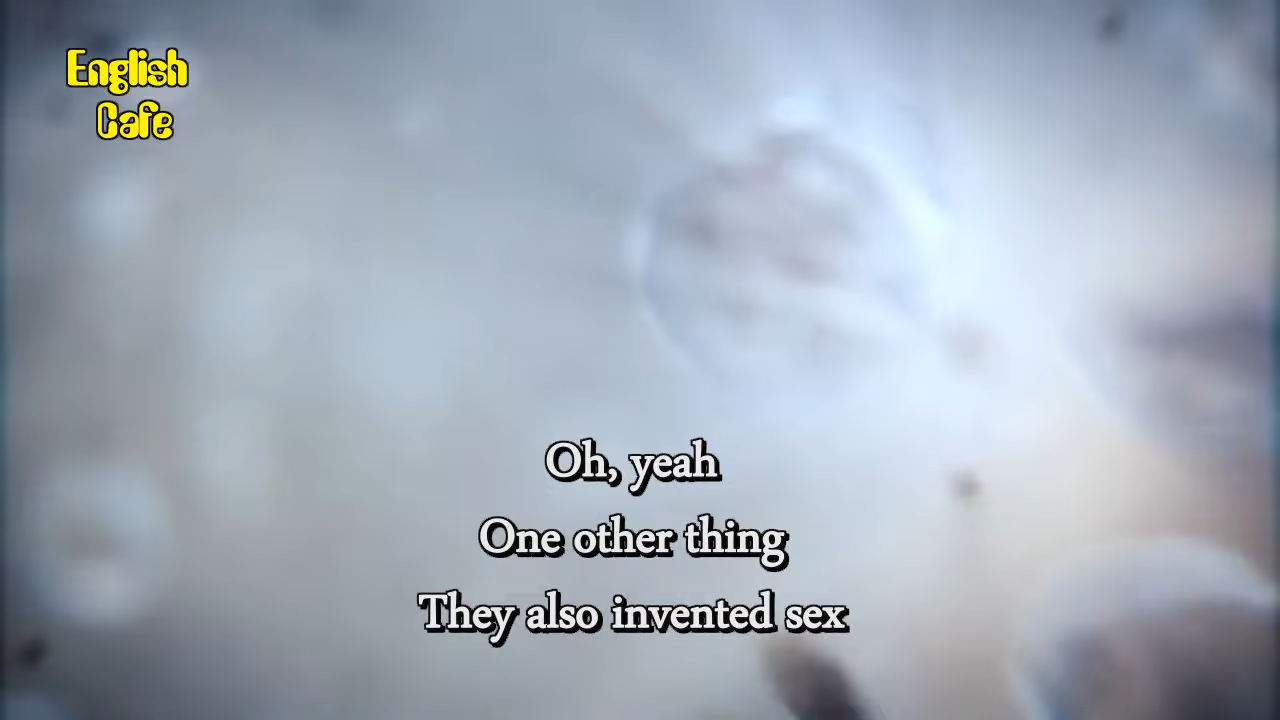 English
Cafe
Oh, yeah
One other thing
They also invented sex